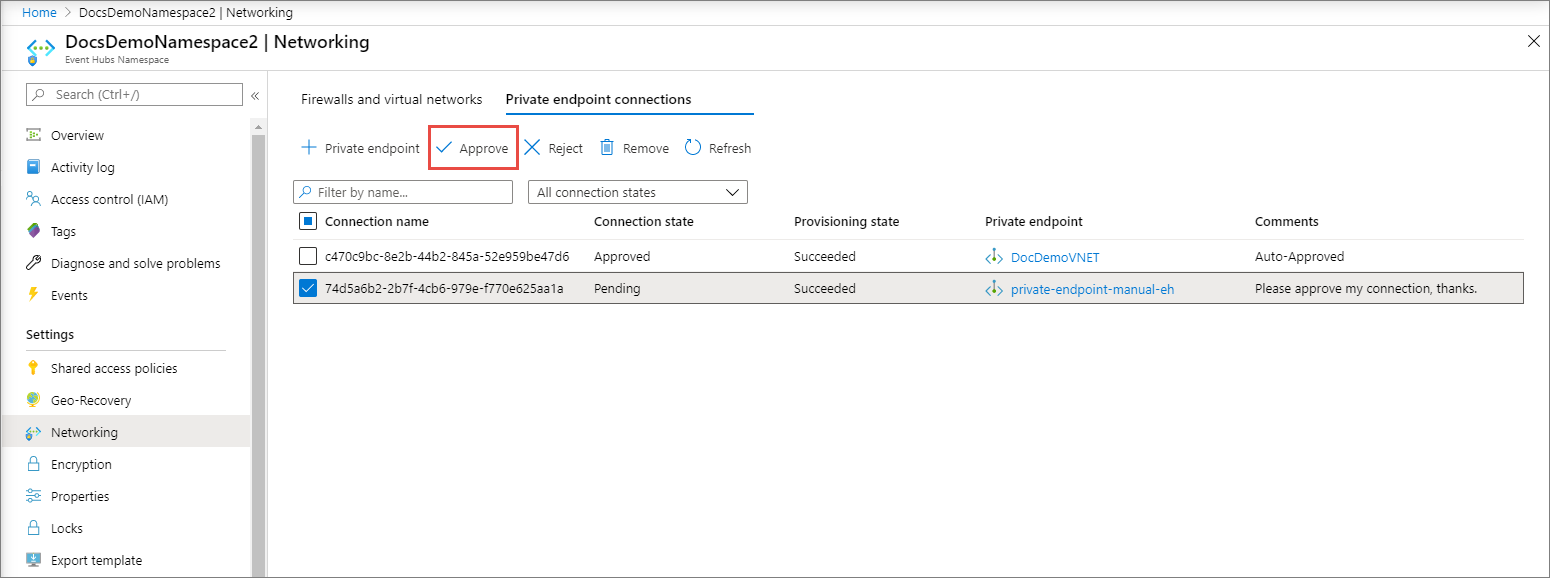 Home > DocsDemoNamespace2 | Networking
DocsDemoNamespace2 | Networking
Event Hubs Namespace
Search (Ctrl+/)
«
Overview
Activity log
Access control (IAM)
Tags
Diagnose and solve problems
Events
Settings
Shared access policies
Geo-Recovery
Networking
Encryption
Properties
Locks
Export template
Firewalls and virtual networks Private endpoint connections
Private endpoint Approve Reject Remove Refresh
Filter by name... All connection states
Connection name Connection state Provisioning state Private endpoint Comments
c470c9bc-8e2b-44b2-845a-52e959be47d6 Approved Succeeded DocDemoVNET Auto-Approved
74d5a6b2-2b7f-4cb6-979e-f770e625aa1a Pending Succeeded private-endpoint-manual-eh Please approve my connection, thanks.